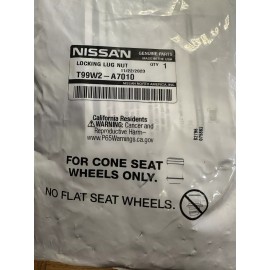 NISSAN GENUINE PARTS
LOCKING LUG NUT QTY 1
T99W2-A7010
California Residents
WARNING: Cancer and
Reproductive Harm-
www.P65Warnings.ca.gov
FOR CONE SEAT
WHEELS ONLY.
NO FLAT SEAT WHEELS.